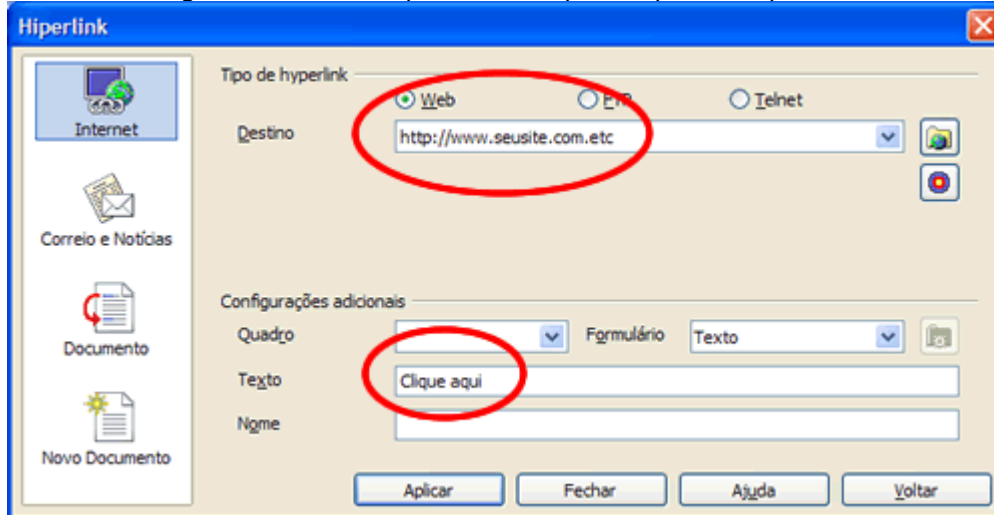 Hiperlink
Internet
Correio e Notícias
Documento
Novo Documento
Tipo de hyperlink
Web FTP Telnet
Destino http://www.seusite.com.etc
Configurações adicionais
Quadro Formulário Texto
Texto Clique aqui
Nome
Aplicar Fechar Ajuda Voltar